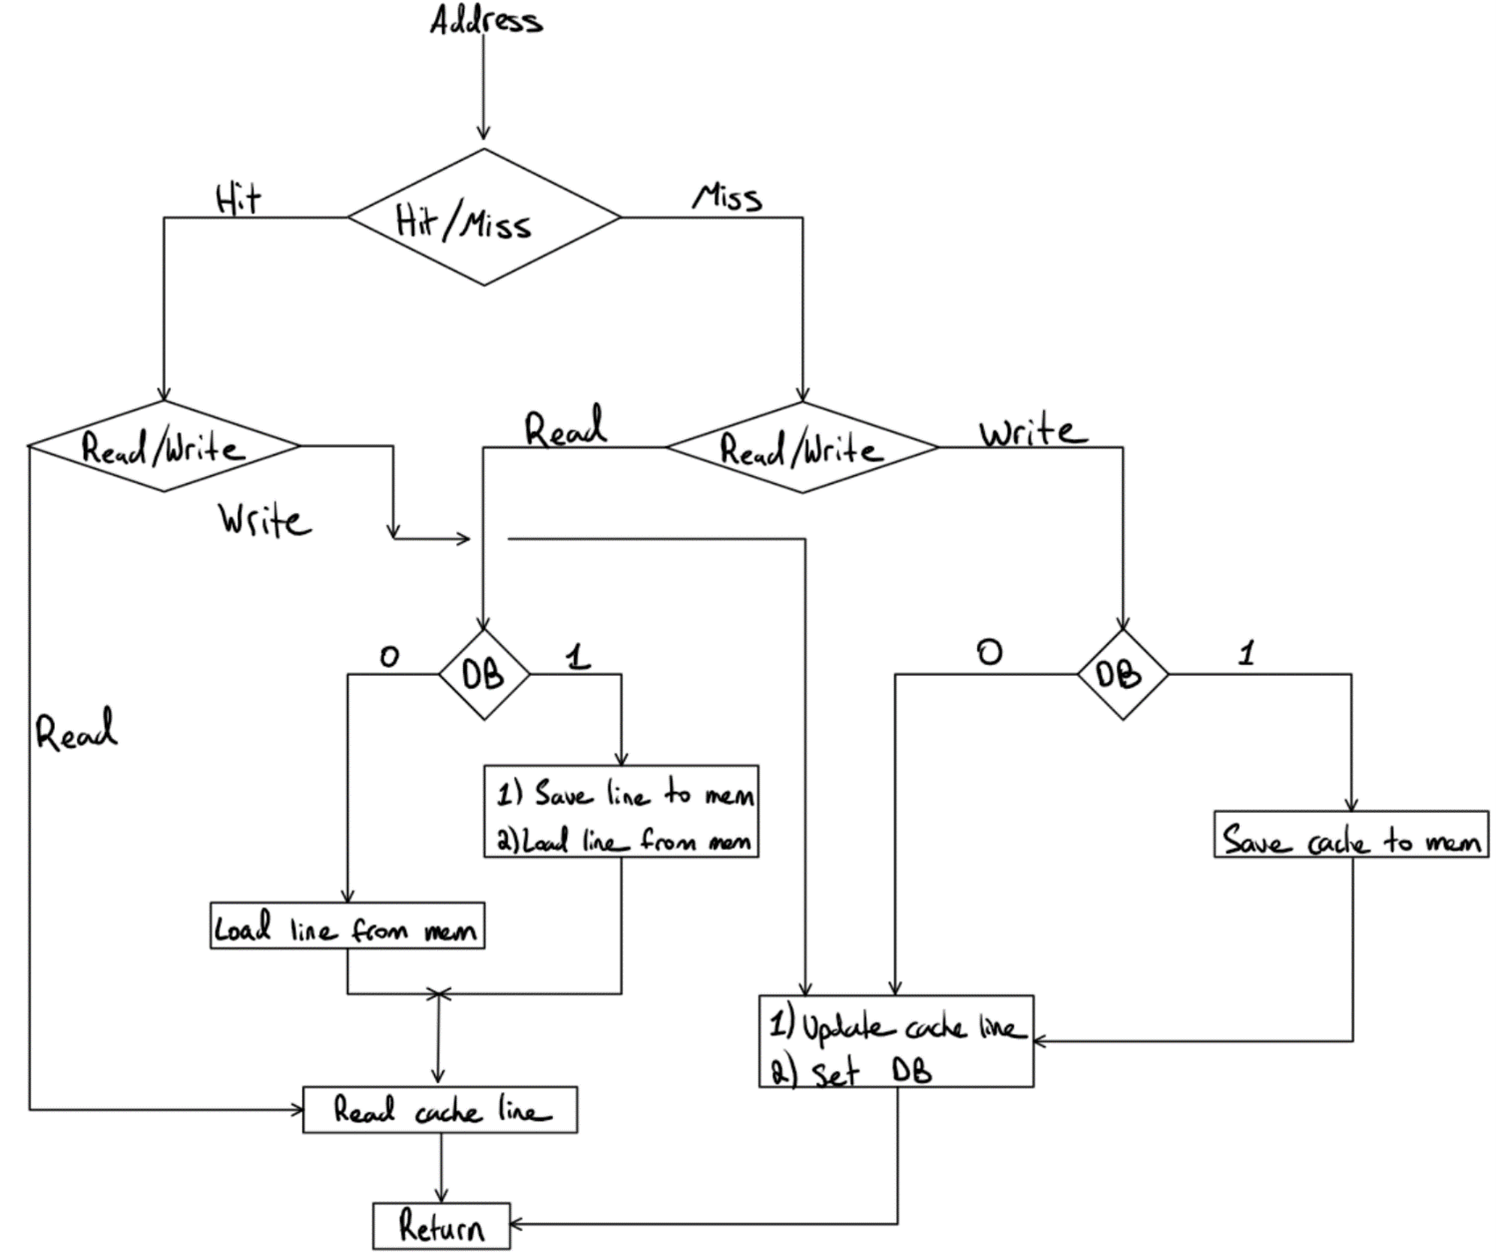 Address
Hit
Miss
Hit/Miss
Read
Write
Read/Write
Read/Write
Write
0
DB
1
0
DB
1
Read
1) Save line to mem
2) Load line from mem
Save cache to mem
Load line from mem
1) Update cache line
2) Set DB
Read cache line
Return